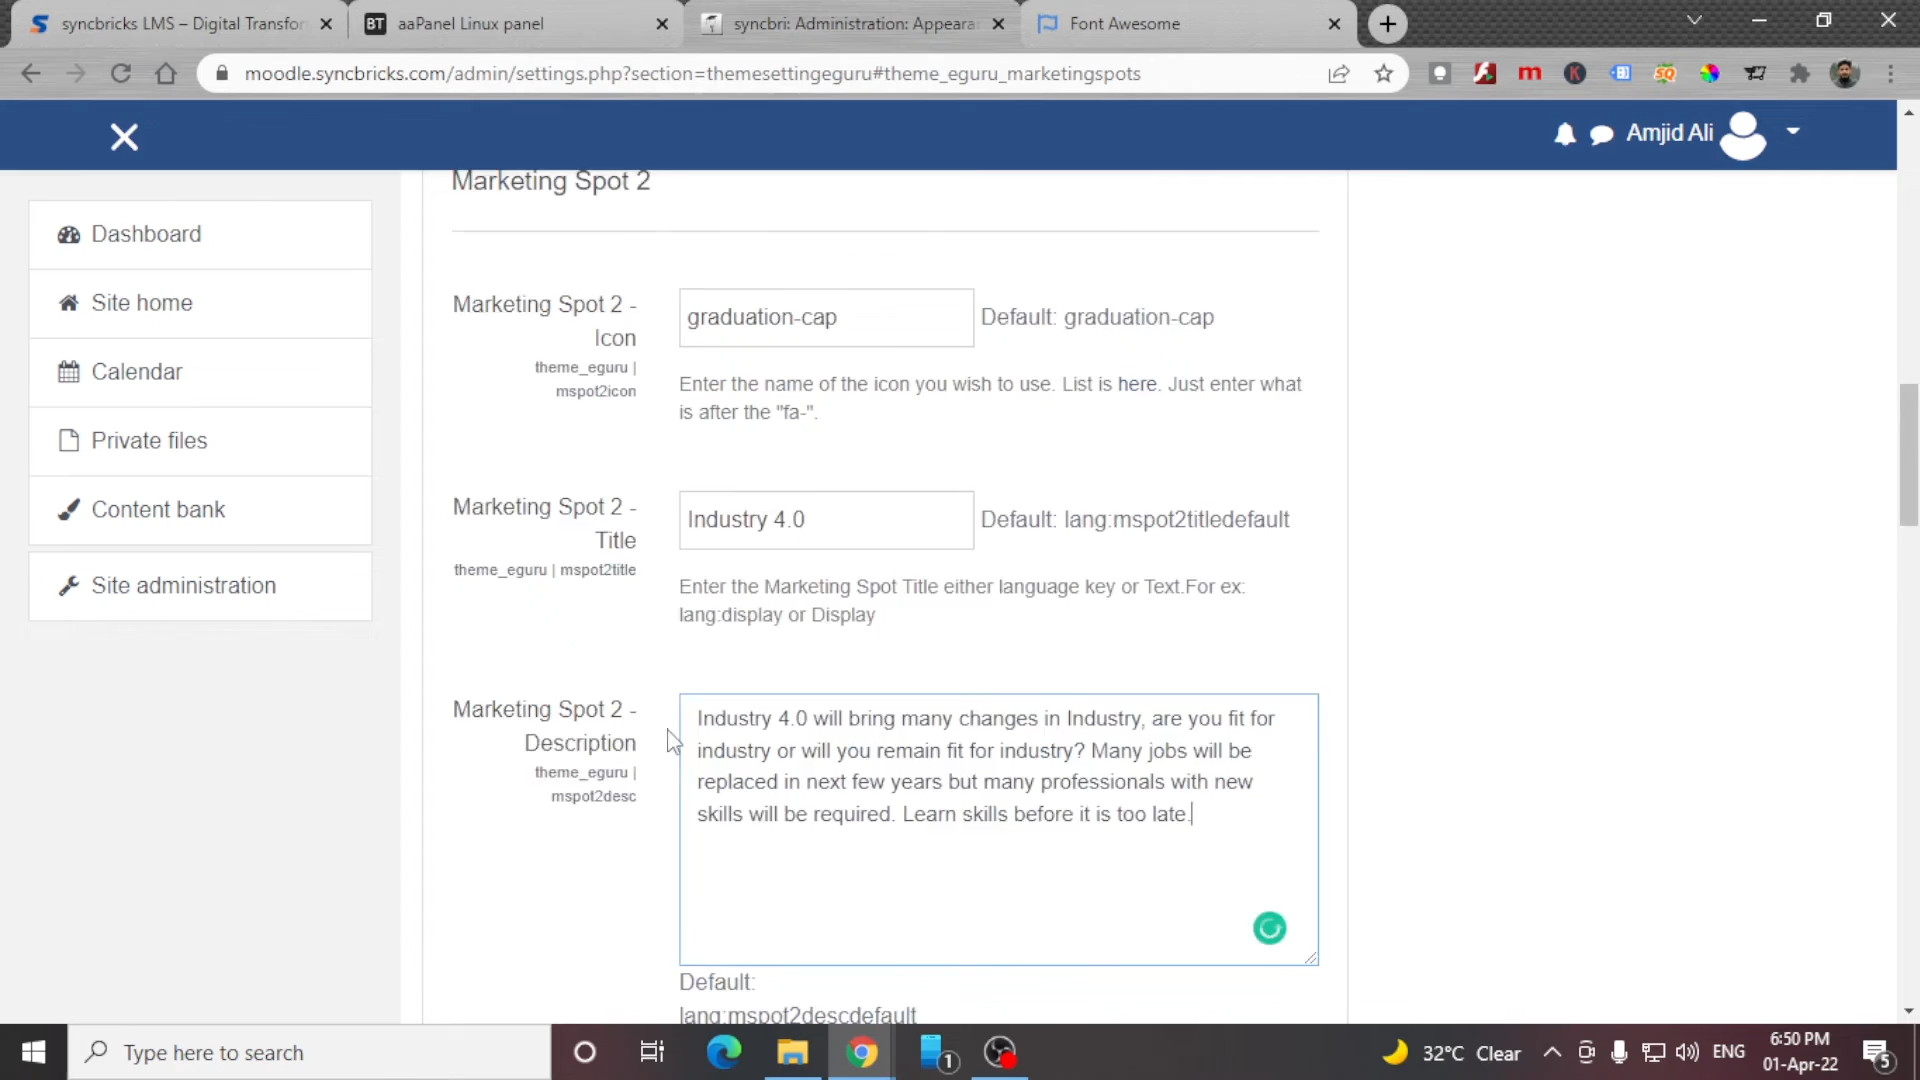 syncbricks LMS – Digital Transfor
aaPanel Linux panel
syncbri: Administration: Appeara
Font Awesome
moodle.syncbricks.com/admin/settings.php?section=themesettingeguru#theme_eguru_marketingspots
Amjid Ali
Dashboard
Site home
Calendar
Private files
Content bank
Site administration
Marketing Spot 2
Marketing Spot 2 -
Icon
theme_eguru |
mspot2icon
graduation-cap
Default: graduation-cap
Enter the name of the icon you wish to use. List is here. Just enter what
is after the "fa-".
Marketing Spot 2 -
Title
theme_eguru | mspot2title
Industry 4.0
Default: lang:mspot2titledefault
Enter the Marketing Spot Title either language key or Text.For ex:
lang:display or Display
Marketing Spot 2 -
Description
theme_eguru |
mspot2desc
Industry 4.0 will bring many changes in Industry, are you fit for
industry or will you remain fit for industry? Many jobs will be
replaced in next few years but many professionals with new
skills will be required. Learn skills before it is too late.
Default:
lang:mspot2descdefault
Type here to search
1
32°C Clear
ENG
6:50 PM
01-Apr-22
5